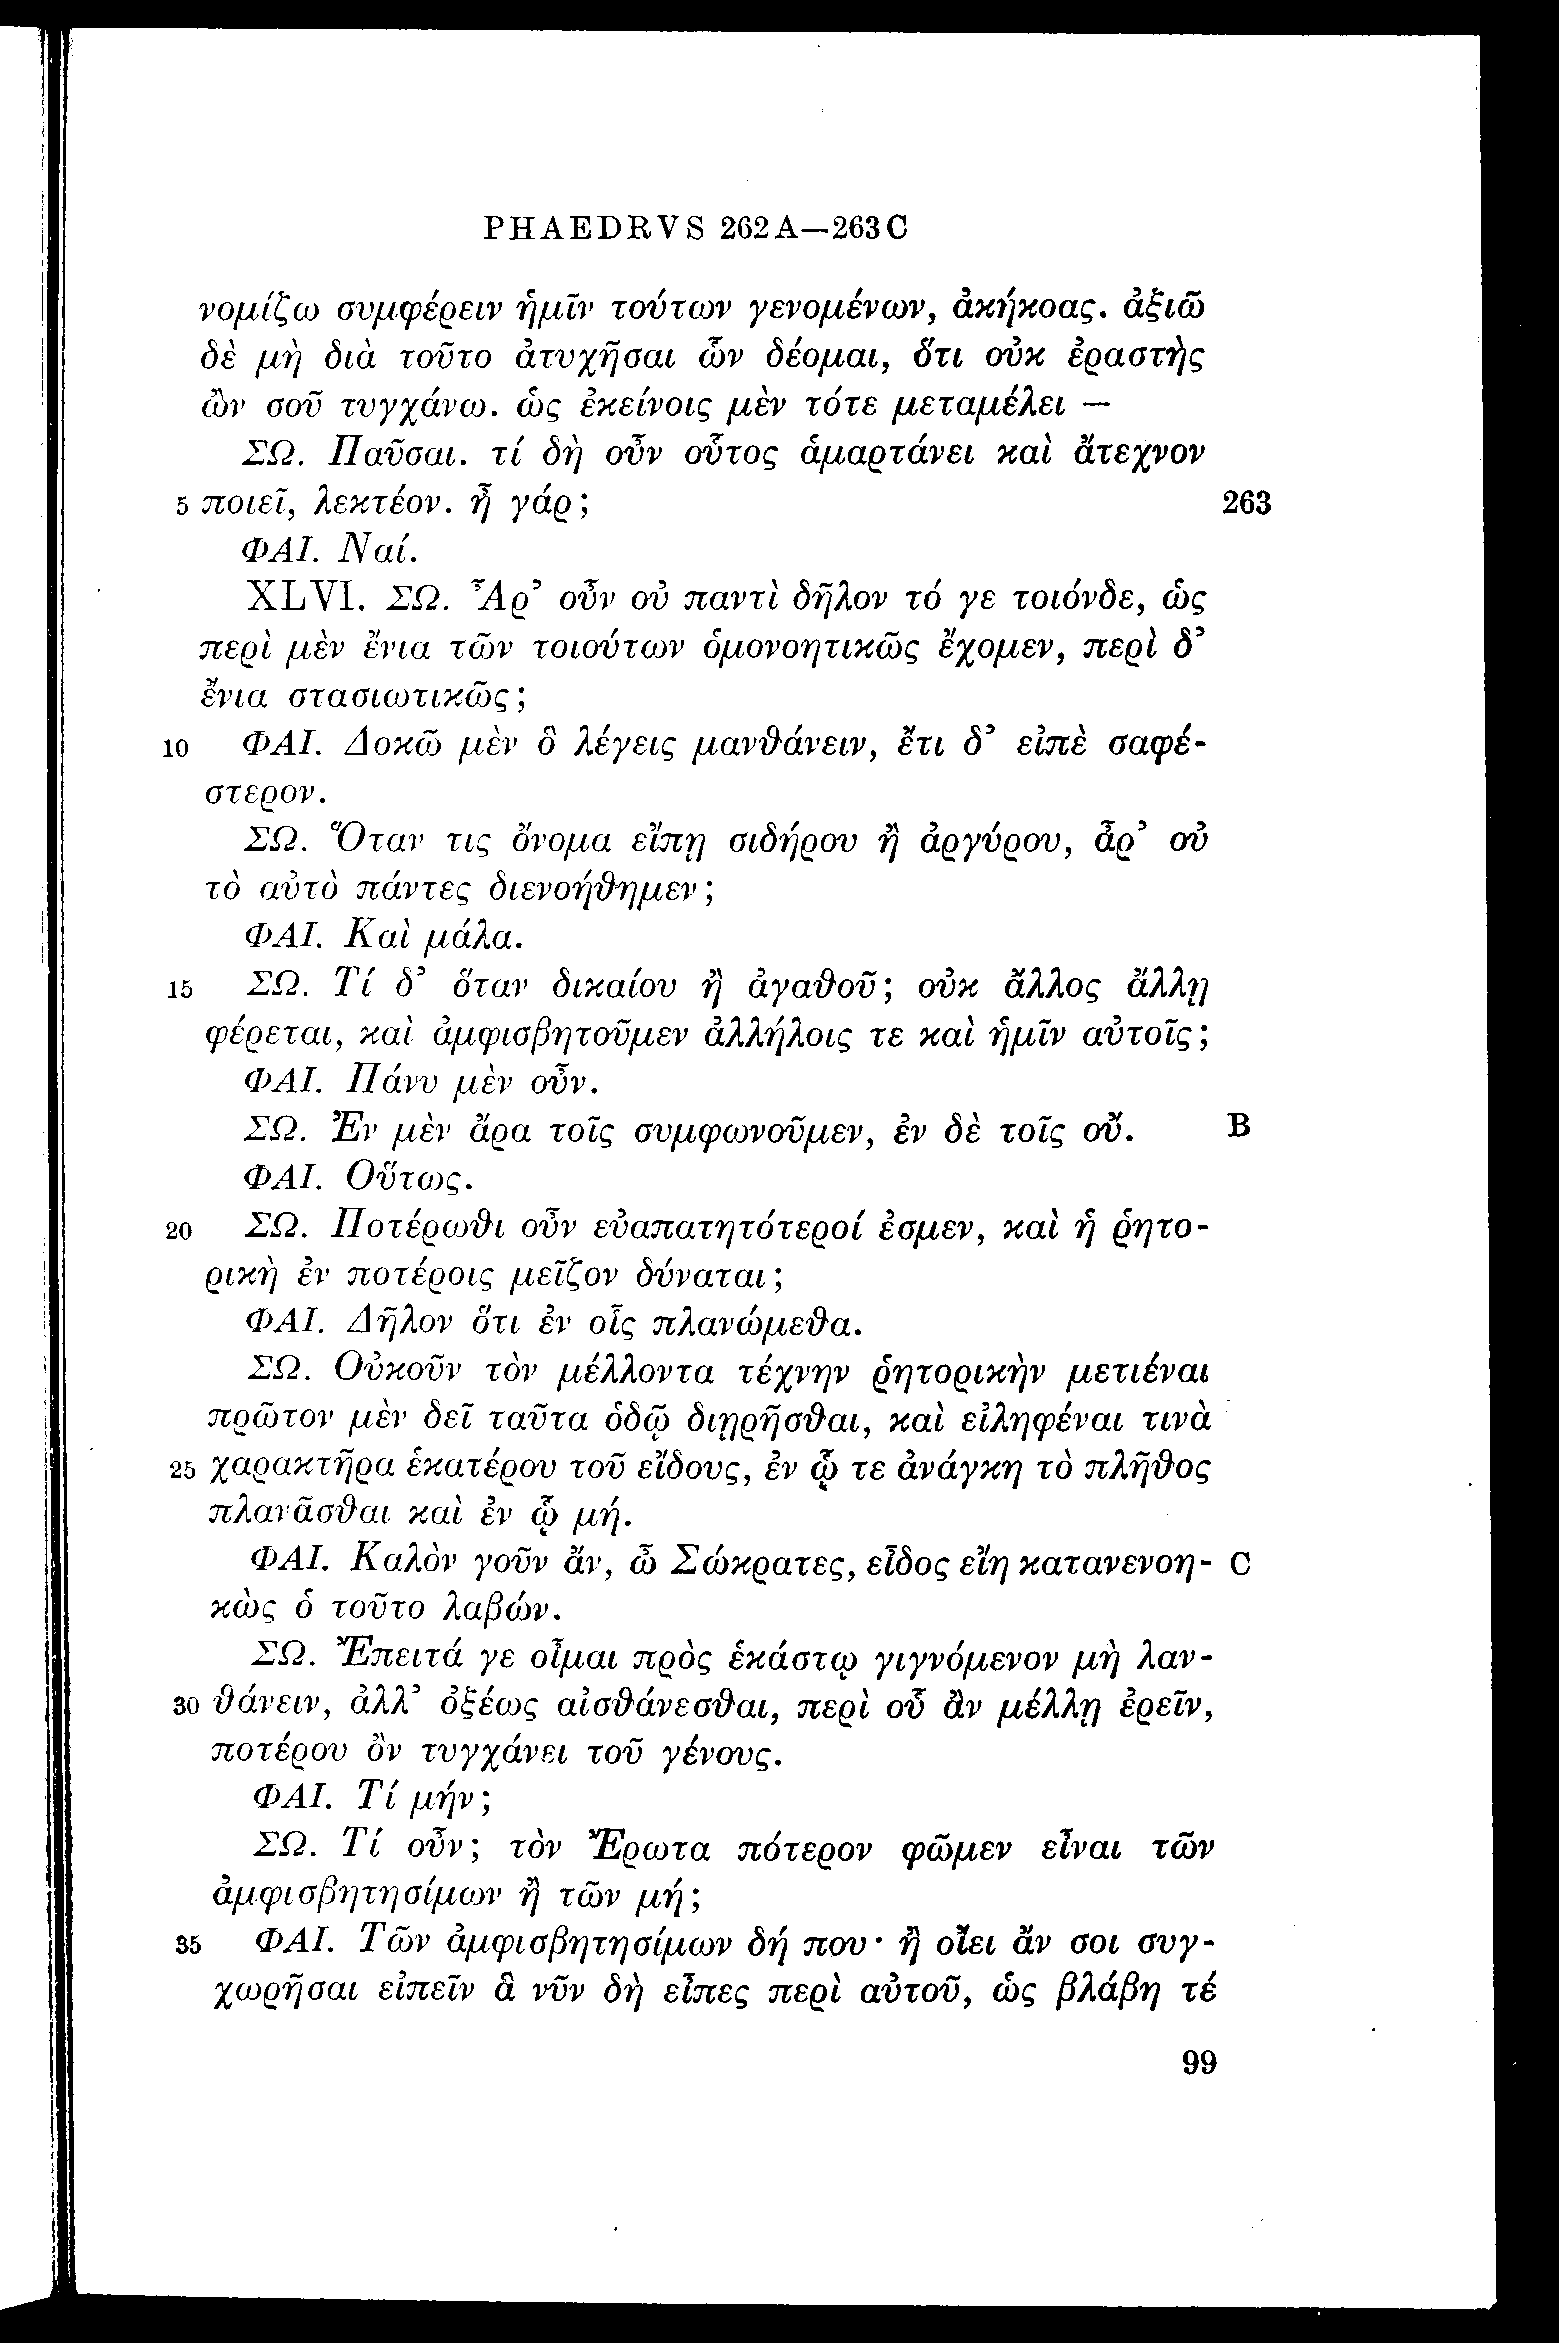 PHAEDRVS 262 A—263 C
νομίζω συμφέρειν ἡμῖν τούτων γενομένων, ἀκήκοας. ἀξιῶ
δὲ μὴ διὰ τοῦτο ἀτυχῆσαι ὧν δέομαι, ὅτι οὐκ ἐραστὴς
ὢν σοῦ τυγχάνω. ὡς ἐκείνοις μὲν τότε μεταμέλει —
ΣΩ. Παῦσαι. τί δὴ οὖν οὗτος ἁμαρτάνει καὶ ἄτεχνον
5 ποιεῖ, λεκτέον. ἦ γάρ; 263
ΦΑΙ. Ναί.
XLVI. ΣΩ. Ἆρ’ οὖν οὐ παντὶ δῆλον τό γε τοιόνδε, ὡς
περὶ μὲν ἔνια τῶν τοιούτων ὁμονοητικῶς ἔχομεν, περὶ δ’
ἔνια στασιωτικῶς;
10 ΦΑΙ. Δοκῶ μὲν ὃ λέγεις μανθάνειν, ἔτι δ’ εἰπὲ σαφέ-
στερον.
ΣΩ. Ὅταν τις ὄνομα εἴπῃ σιδήρου ἢ ἀργύρου, ἆρ’ οὐ
τὸ αὐτὸ πάντες διενοήθημεν;
ΦΑΙ. Καὶ μάλα.
15 ΣΩ. Τί δ’ ὅταν δικαίου ἢ ἀγαθοῦ; οὐκ ἄλλος ἄλλῃ
φέρεται, καὶ ἀμφισβητοῦμεν ἀλλήλοις τε καὶ ἡμῖν αὐτοῖς;
ΦΑΙ. Πάνυ μὲν οὖν.
ΣΩ. Ἐν μὲν ἄρα τοῖς συμφωνοῦμεν, ἐν δὲ τοῖς οὔ. B
ΦΑΙ. Οὕτως.
20 ΣΩ. Ποτέρωθι οὖν εὐαπατητότεροί ἐσμεν, καὶ ἡ ῥητο-
ρικὴ ἐν ποτέροις μεῖζον δύναται;
ΦΑΙ. Δῆλον ὅτι ἐν οἷς πλανώμεθα.
ΣΩ. Οὐκοῦν τὸν μέλλοντα τέχνην ῥητορικὴν μετιέναι
πρῶτον μὲν δεῖ ταῦτα ὁδῷ διῃρῆσθαι, καὶ εἰληφέναι τινὰ
25 χαρακτῆρα ἑκατέρου τοῦ εἴδους, ἐν ᾧ τε ἀνάγκη τὸ πλῆθος
πλανᾶσθαι καὶ ἐν ᾧ μή.
ΦΑΙ. Καλὸν γοῦν ἄν, ὦ Σώκρατες, εἶδος εἴη κατανενοη- C
κὼς ὁ τοῦτο λαβών.
ΣΩ. Ἔπειτά γε οἶμαι πρὸς ἑκάστῳ γιγνόμενον μὴ λαν-
30 θάνειν, ἀλλ’ ὀξέως αἰσθάνεσθαι, περὶ οὗ ἂν μέλλῃ ἐρεῖν,
ποτέρου ὂν τυγχάνει τοῦ γένους.
ΦΑΙ. Τί μήν;
ΣΩ. Τί οὖν; τὸν Ἔρωτα πότερον φῶμεν εἶναι τῶν
ἀμφισβητησίμων ἢ τῶν μή;
35 ΦΑΙ. Τῶν ἀμφισβητησίμων δή που· ἢ οἴει ἄν σοι συγ-
χωρῆσαι εἰπεῖν ἃ νῦν δὴ εἶπες περὶ αὐτοῦ, ὡς βλάβη τέ
99